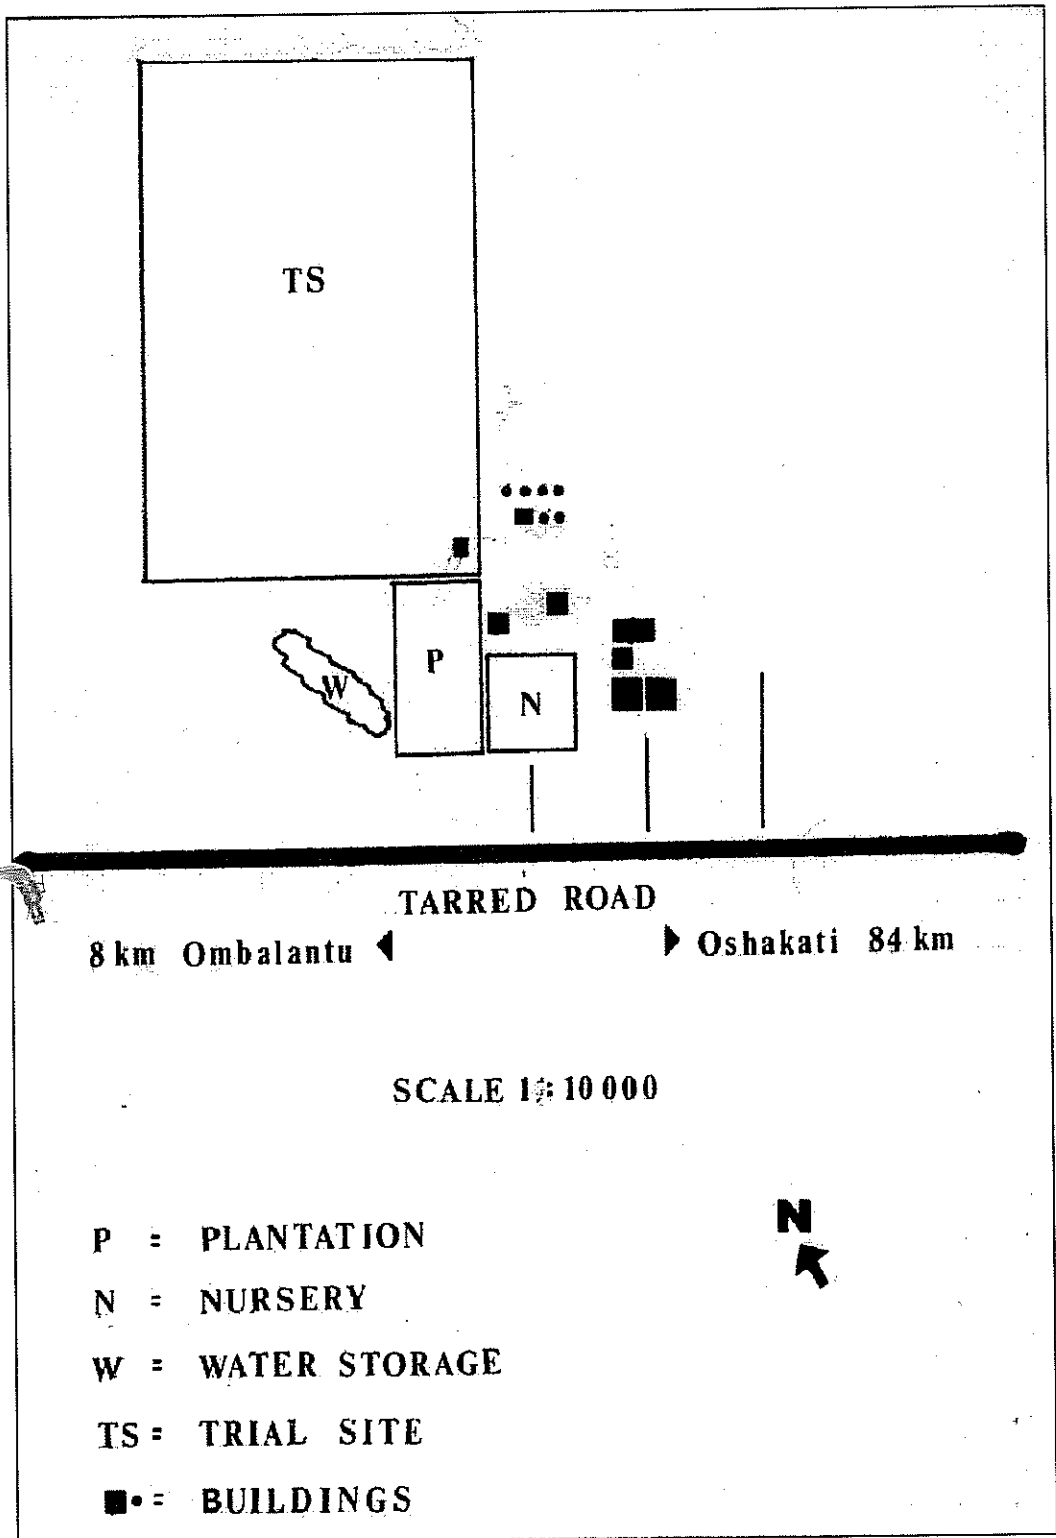 TS
P
W
N
TARRED ROAD
8 km Ombalantu ◀ ▶ Oshakati 84 km
SCALE 1 : 10 000
N
P = PLANTATION
N = NURSERY
W = WATER STORAGE
TS = TRIAL SITE
■• = BUILDINGS